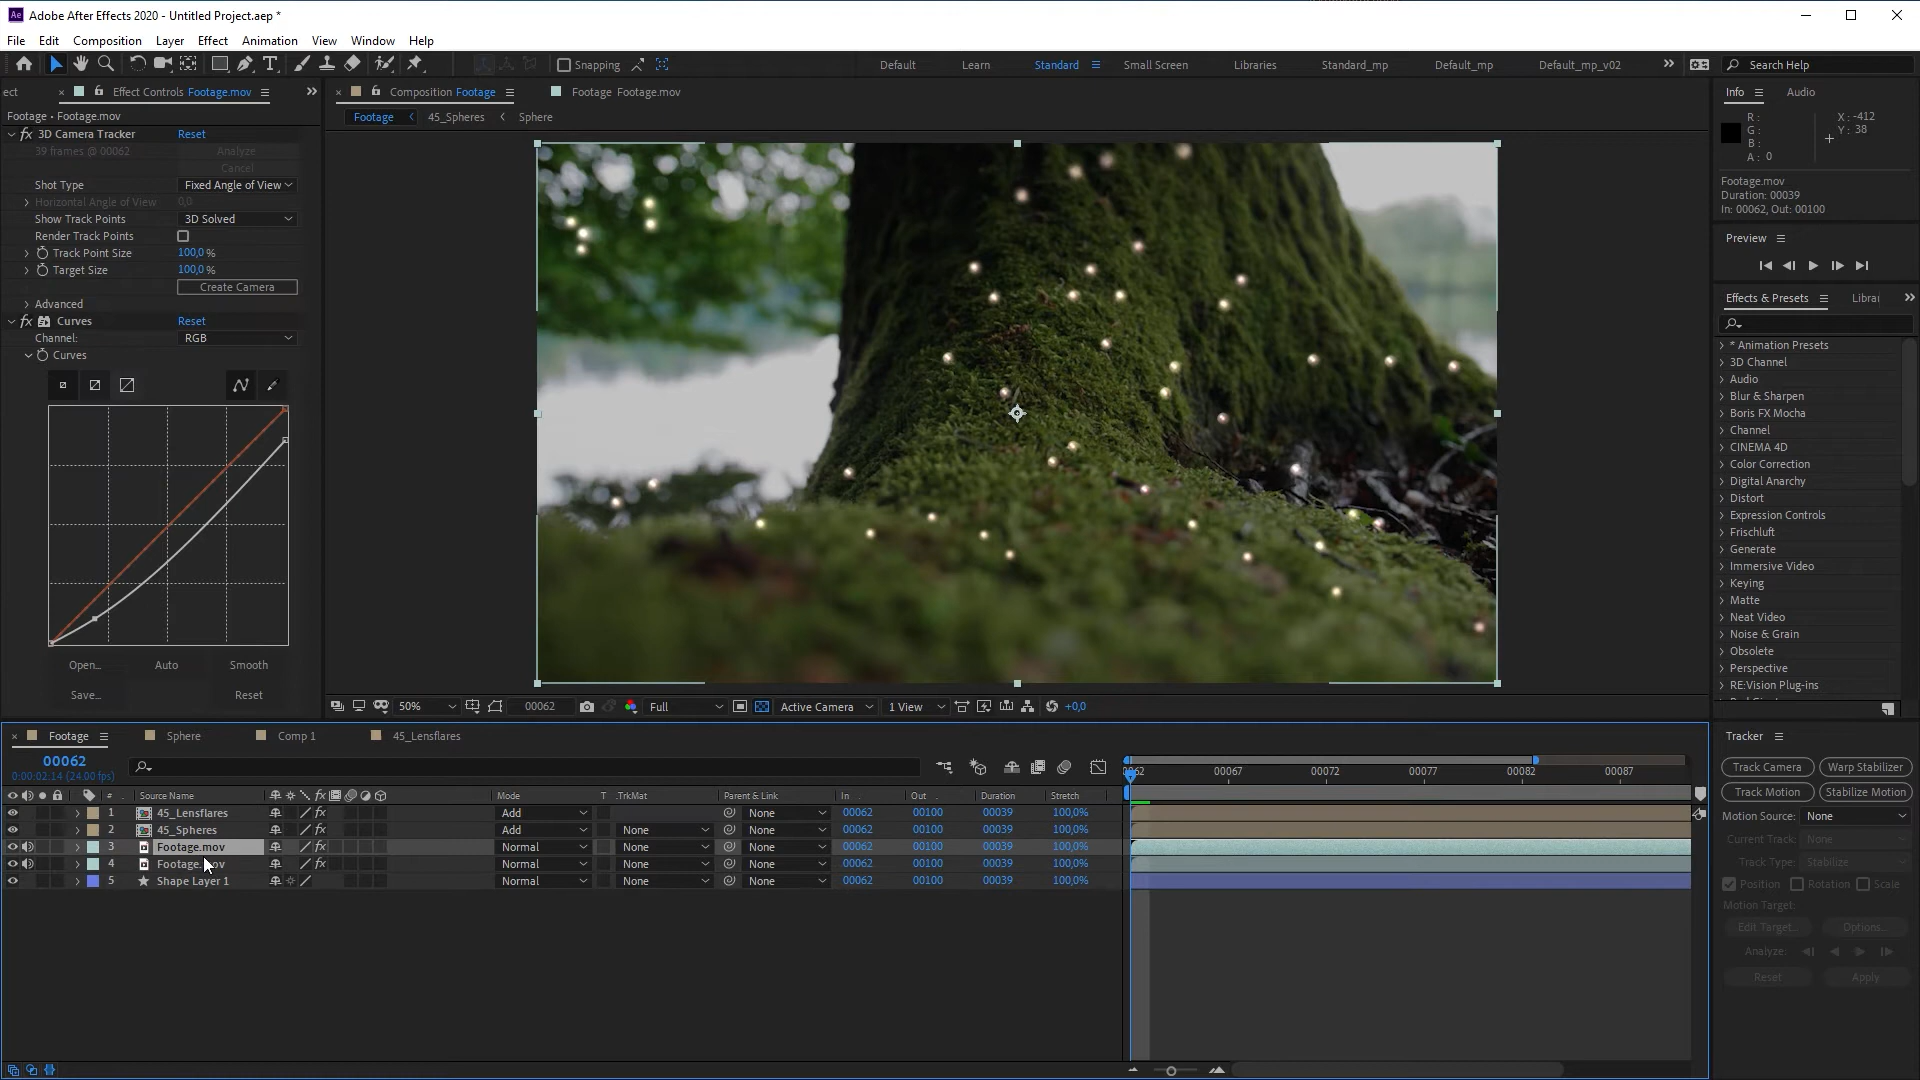 Adobe After Effects 2020 - Untitled Project.aep *
File Edit Composition Layer Effect Animation View Window Help
Snapping Default Learn Standard Small Screen Libraries Standard_mp Default_mp Default_mp_v02 Search Help
ect × Effect Controls Footage.mov
Footage • Footage.mov
3D Camera Tracker Reset
39 frames @ 00062 Analyze
Cancel
Shot Type Fixed Angle of View
Horizontal Angle of View 0,0
Show Track Points 3D Solved
Render Track Points
Track Point Size 100,0 %
Target Size 100,0 %
Create Camera
Advanced
Curves Reset
Channel: RGB
Curves
Open... Auto Smooth
Save... Reset
× Composition Footage Footage Footage.mov
Footage 45_Spheres Sphere
50% 00062 Full Active Camera 1 View +0,0
Info Audio
R :
G :
B :
A : 0
X : -412
Y : 38
Footage.mov
Duration: 00039
In: 00062, Out: 00100
Preview
Effects & Presets Librar
* Animation Presets
3D Channel
Audio
Blur & Sharpen
Boris FX Mocha
Channel
CINEMA 4D
Color Correction
Digital Anarchy
Distort
Expression Controls
Frischluft
Generate
Immersive Video
Keying
Matte
Neat Video
Noise & Grain
Obsolete
Perspective
RE:Vision Plug-ins
× Footage Sphere Comp 1 45_Lensflares
00062
0:00:02:14 (24.00 fps)
# Source Name Mode T .TrkMat Parent & Link In Out Duration Stretch
062 00067 00072 00077 00082 00087
1 45_Lensflares Add None 00062 00100 00039 100,0%
2 45_Spheres Add None None 00062 00100 00039 100,0%
3 Footage.mov Normal None None 00062 00100 00039 100,0%
4 Footage.mov Normal None None 00062 00100 00039 100,0%
5 Shape Layer 1 Normal None None 00062 00100 00039 100,0%
Tracker
Track Camera Warp Stabilizer
Track Motion Stabilize Motion
Motion Source: None
Current Track: None
Track Type: Stabilize
Position Rotation Scale
Motion Target:
Edit Target... Options...
Analyze:
Reset Apply